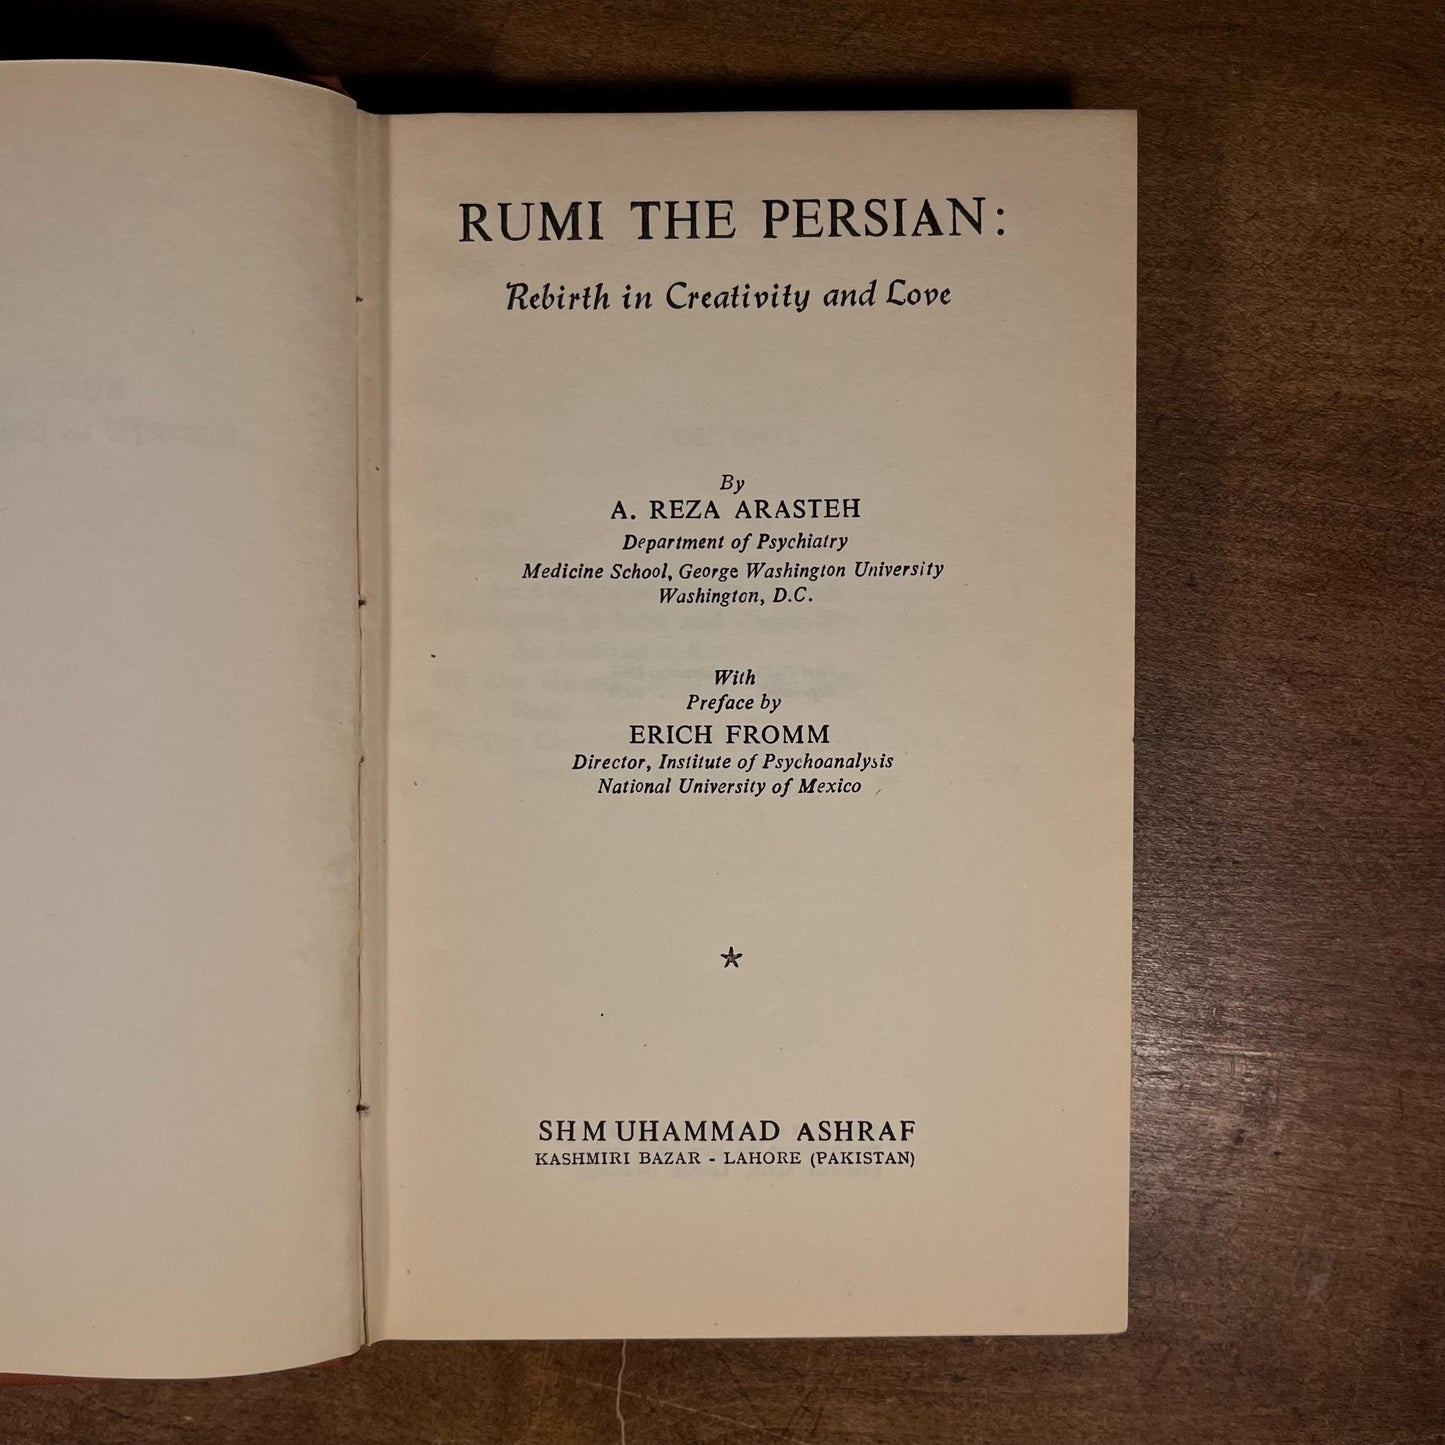 RUMI THE PERSIAN:
Rebirth in Creativity and Love
By
A. REZA ARASTEH
Department of Psychiatry
Medicine School, George Washington University
Washington, D.C.
With
Preface by
ERICH FROMM
Director, Institute of Psychoanalysis
National University of Mexico
SH M UHAMMAD ASHRAF
KASHMIRI BAZAR - LAHORE (PAKISTAN)